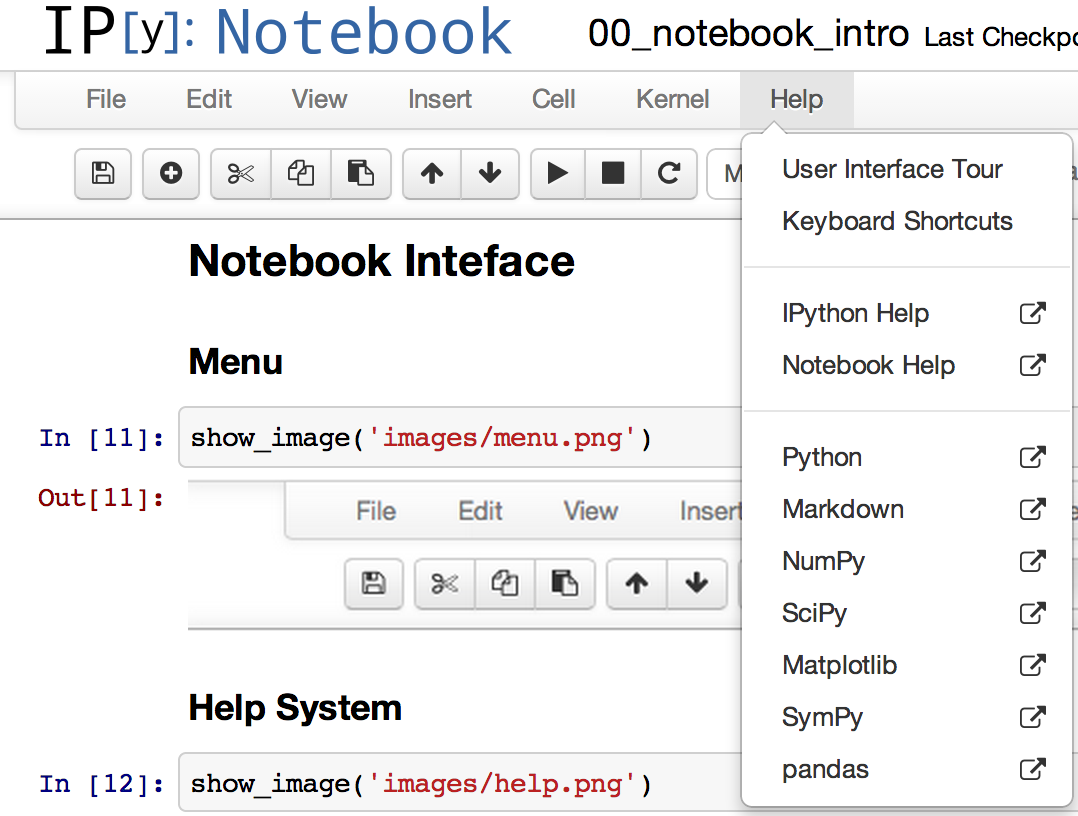 IP[y]: Notebook
00_notebook_intro Last Checkpo
File Edit View Insert Cell Kernel Help
M
User Interface Tour
Keyboard Shortcuts
IPython Help
Notebook Help
Python
Markdown
NumPy
SciPy
Matplotlib
SymPy
pandas
Notebook Inteface
Menu
In [11]: show_image('images/menu.png')
Out[11]:
File Edit View Insert
Help System
In [12]: show_image('images/help.png')